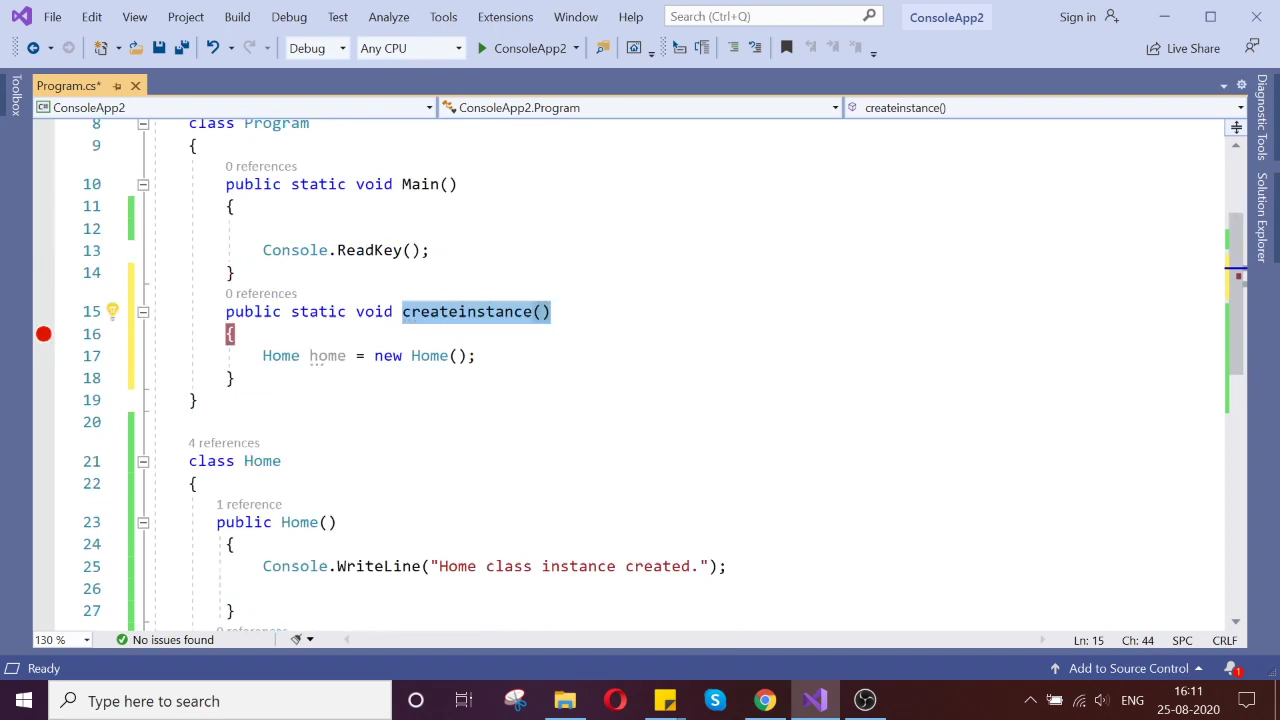 File Edit View Project Build Debug Test Analyze Tools Extensions Window Help Search (Ctrl+Q) ConsoleApp2 Sign in
Debug Any CPU ConsoleApp2 Live Share
Program.cs*
ConsoleApp2 ConsoleApp2.Program createinstance()
Toolbox
Diagnostic Tools
Solution Explorer
8 class Program
9 {
0 references
10 public static void Main()
11 {
12
13 Console.ReadKey();
14 }
0 references
15 public static void createinstance()
16 {
17 Home home = new Home();
18 }
19 }
20
4 references
21 class Home
22 {
1 reference
23 public Home()
24 {
25 Console.WriteLine("Home class instance created.");
26
27 }
0 references
130 % No issues found Ln: 15 Ch: 44 SPC CRLF
Ready Add to Source Control 1
Type here to search ENG 16:11
25-08-2020